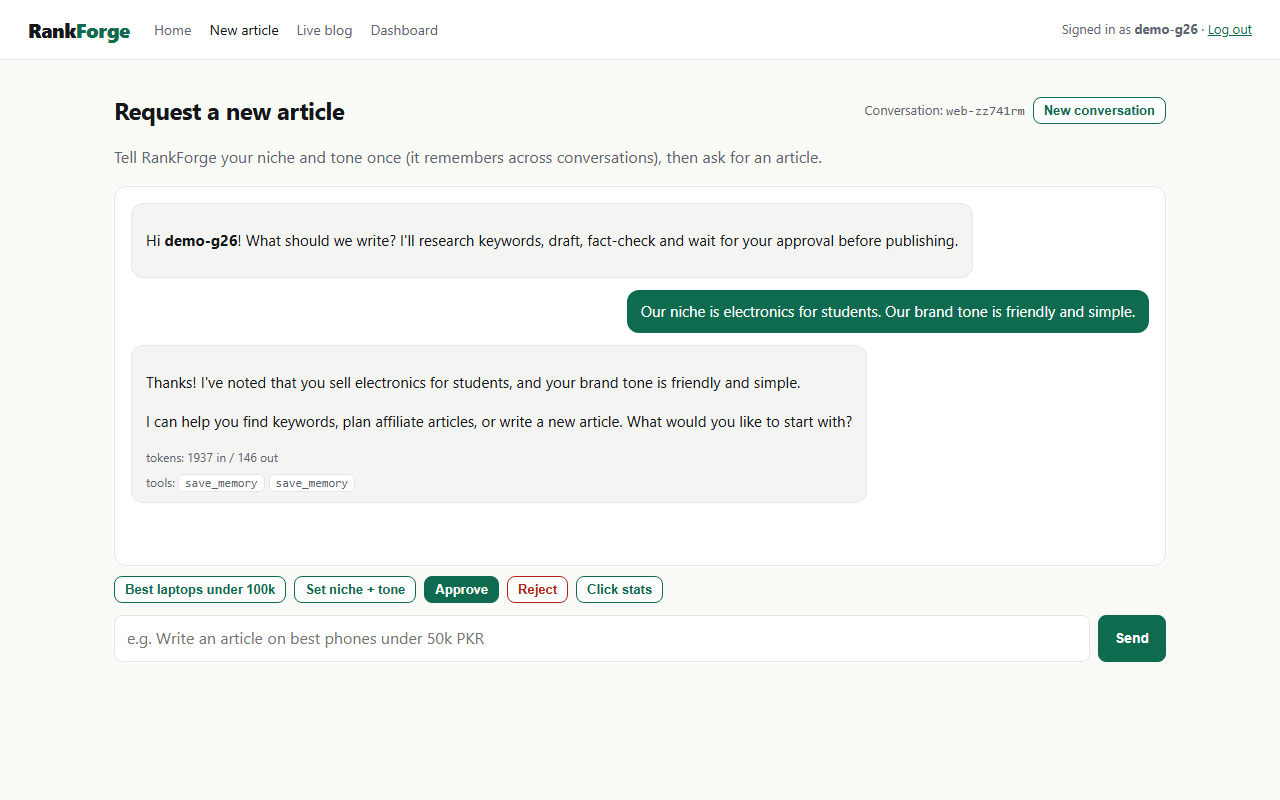 RankForge Home New article Live blog Dashboard Signed in as demo-g26 · Log out
Request a new article Conversation: web-zz741rm New conversation
Tell RankForge your niche and tone once (it remembers across conversations), then ask for an article.
Hi demo-g26! What should we write? I'll research keywords, draft, fact-check and wait for your approval before publishing.
Our niche is electronics for students. Our brand tone is friendly and simple.
Thanks! I've noted that you sell electronics for students, and your brand tone is friendly and simple.
I can help you find keywords, plan affiliate articles, or write a new article. What would you like to start with?
tokens: 1937 in / 146 out
tools: save_memory save_memory
Best laptops under 100k Set niche + tone Approve Reject Click stats
e.g. Write an article on best phones under 50k PKR Send